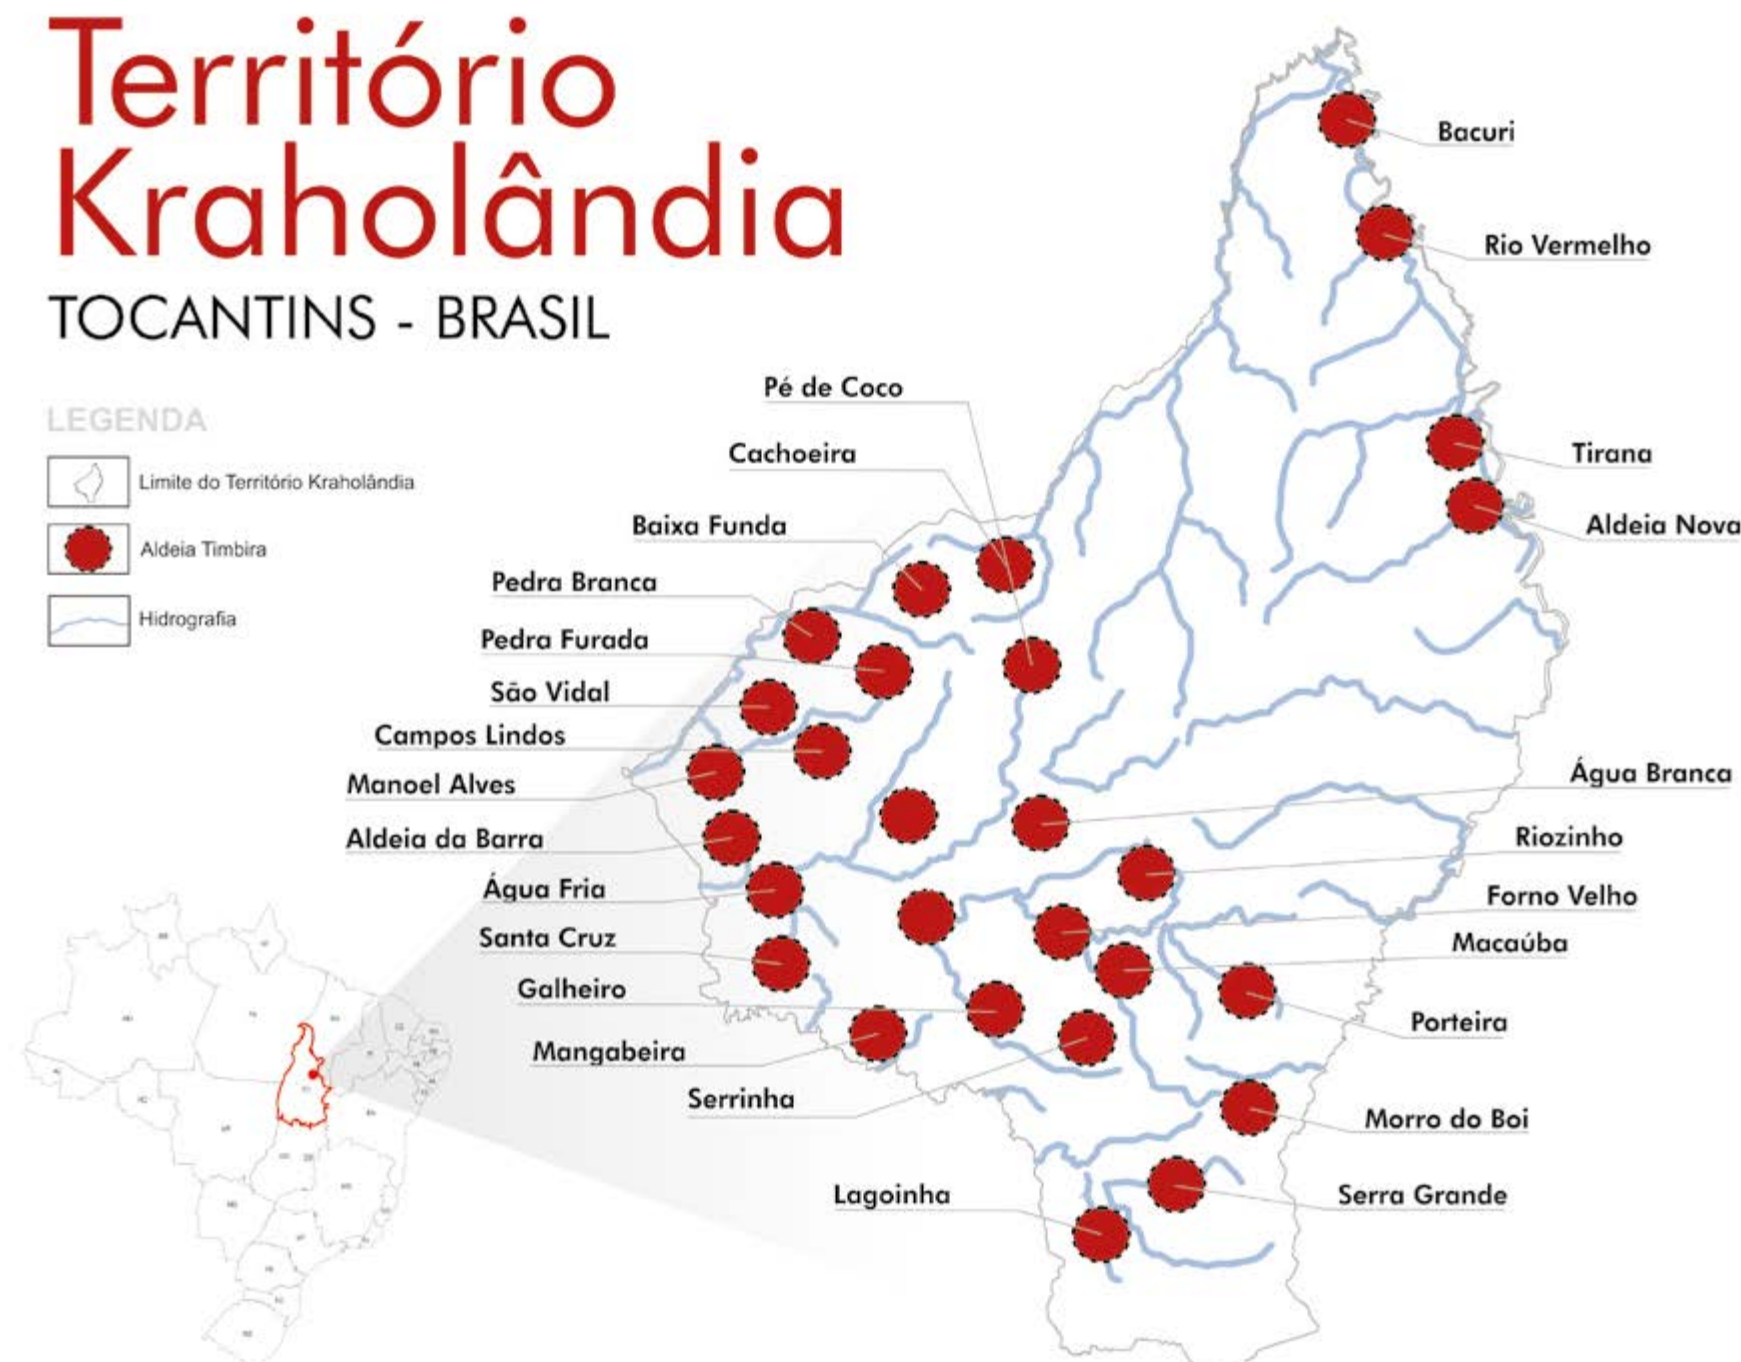 Território
Kraholândia
TOCANTINS - BRASIL
LEGENDA
Limite do Território Kraholândia
Aldeia Timbira
Hidrografia
Bacuri
Rio Vermelho
Pé de Coco
Cachoeira
Tirana
Baixa Funda
Aldeia Nova
Pedra Branca
Pedra Furada
São Vidal
Campos Lindos
Manoel Alves
Água Branca
Aldeia da Barra
Riozinho
Água Fria
Forno Velho
Santa Cruz
Macaúba
Galheiro
Porteira
Mangabeira
Serrinha
Morro do Boi
Lagoinha
Serra Grande